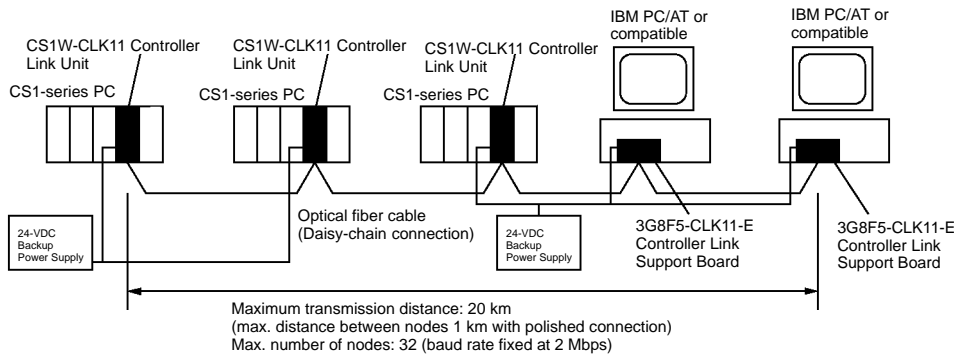 CS1W-CLK11 Controller
Link Unit
CS1-series PC
CS1W-CLK11 Controller
Link Unit
CS1-series PC
CS1W-CLK11 Controller
Link Unit
CS1-series PC
IBM PC/AT or
compatible
IBM PC/AT or
compatible
24-VDC
Backup
Power Supply
Optical fiber cable
(Daisy-chain connection)
24-VDC
Backup
Power Supply
3G8F5-CLK11-E
Controller Link
Support Board
3G8F5-CLK11-E
Controller Link
Support Board
Maximum transmission distance: 20 km
(max. distance between nodes 1 km with polished connection)
Max. number of nodes: 32 (baud rate fixed at 2 Mbps)